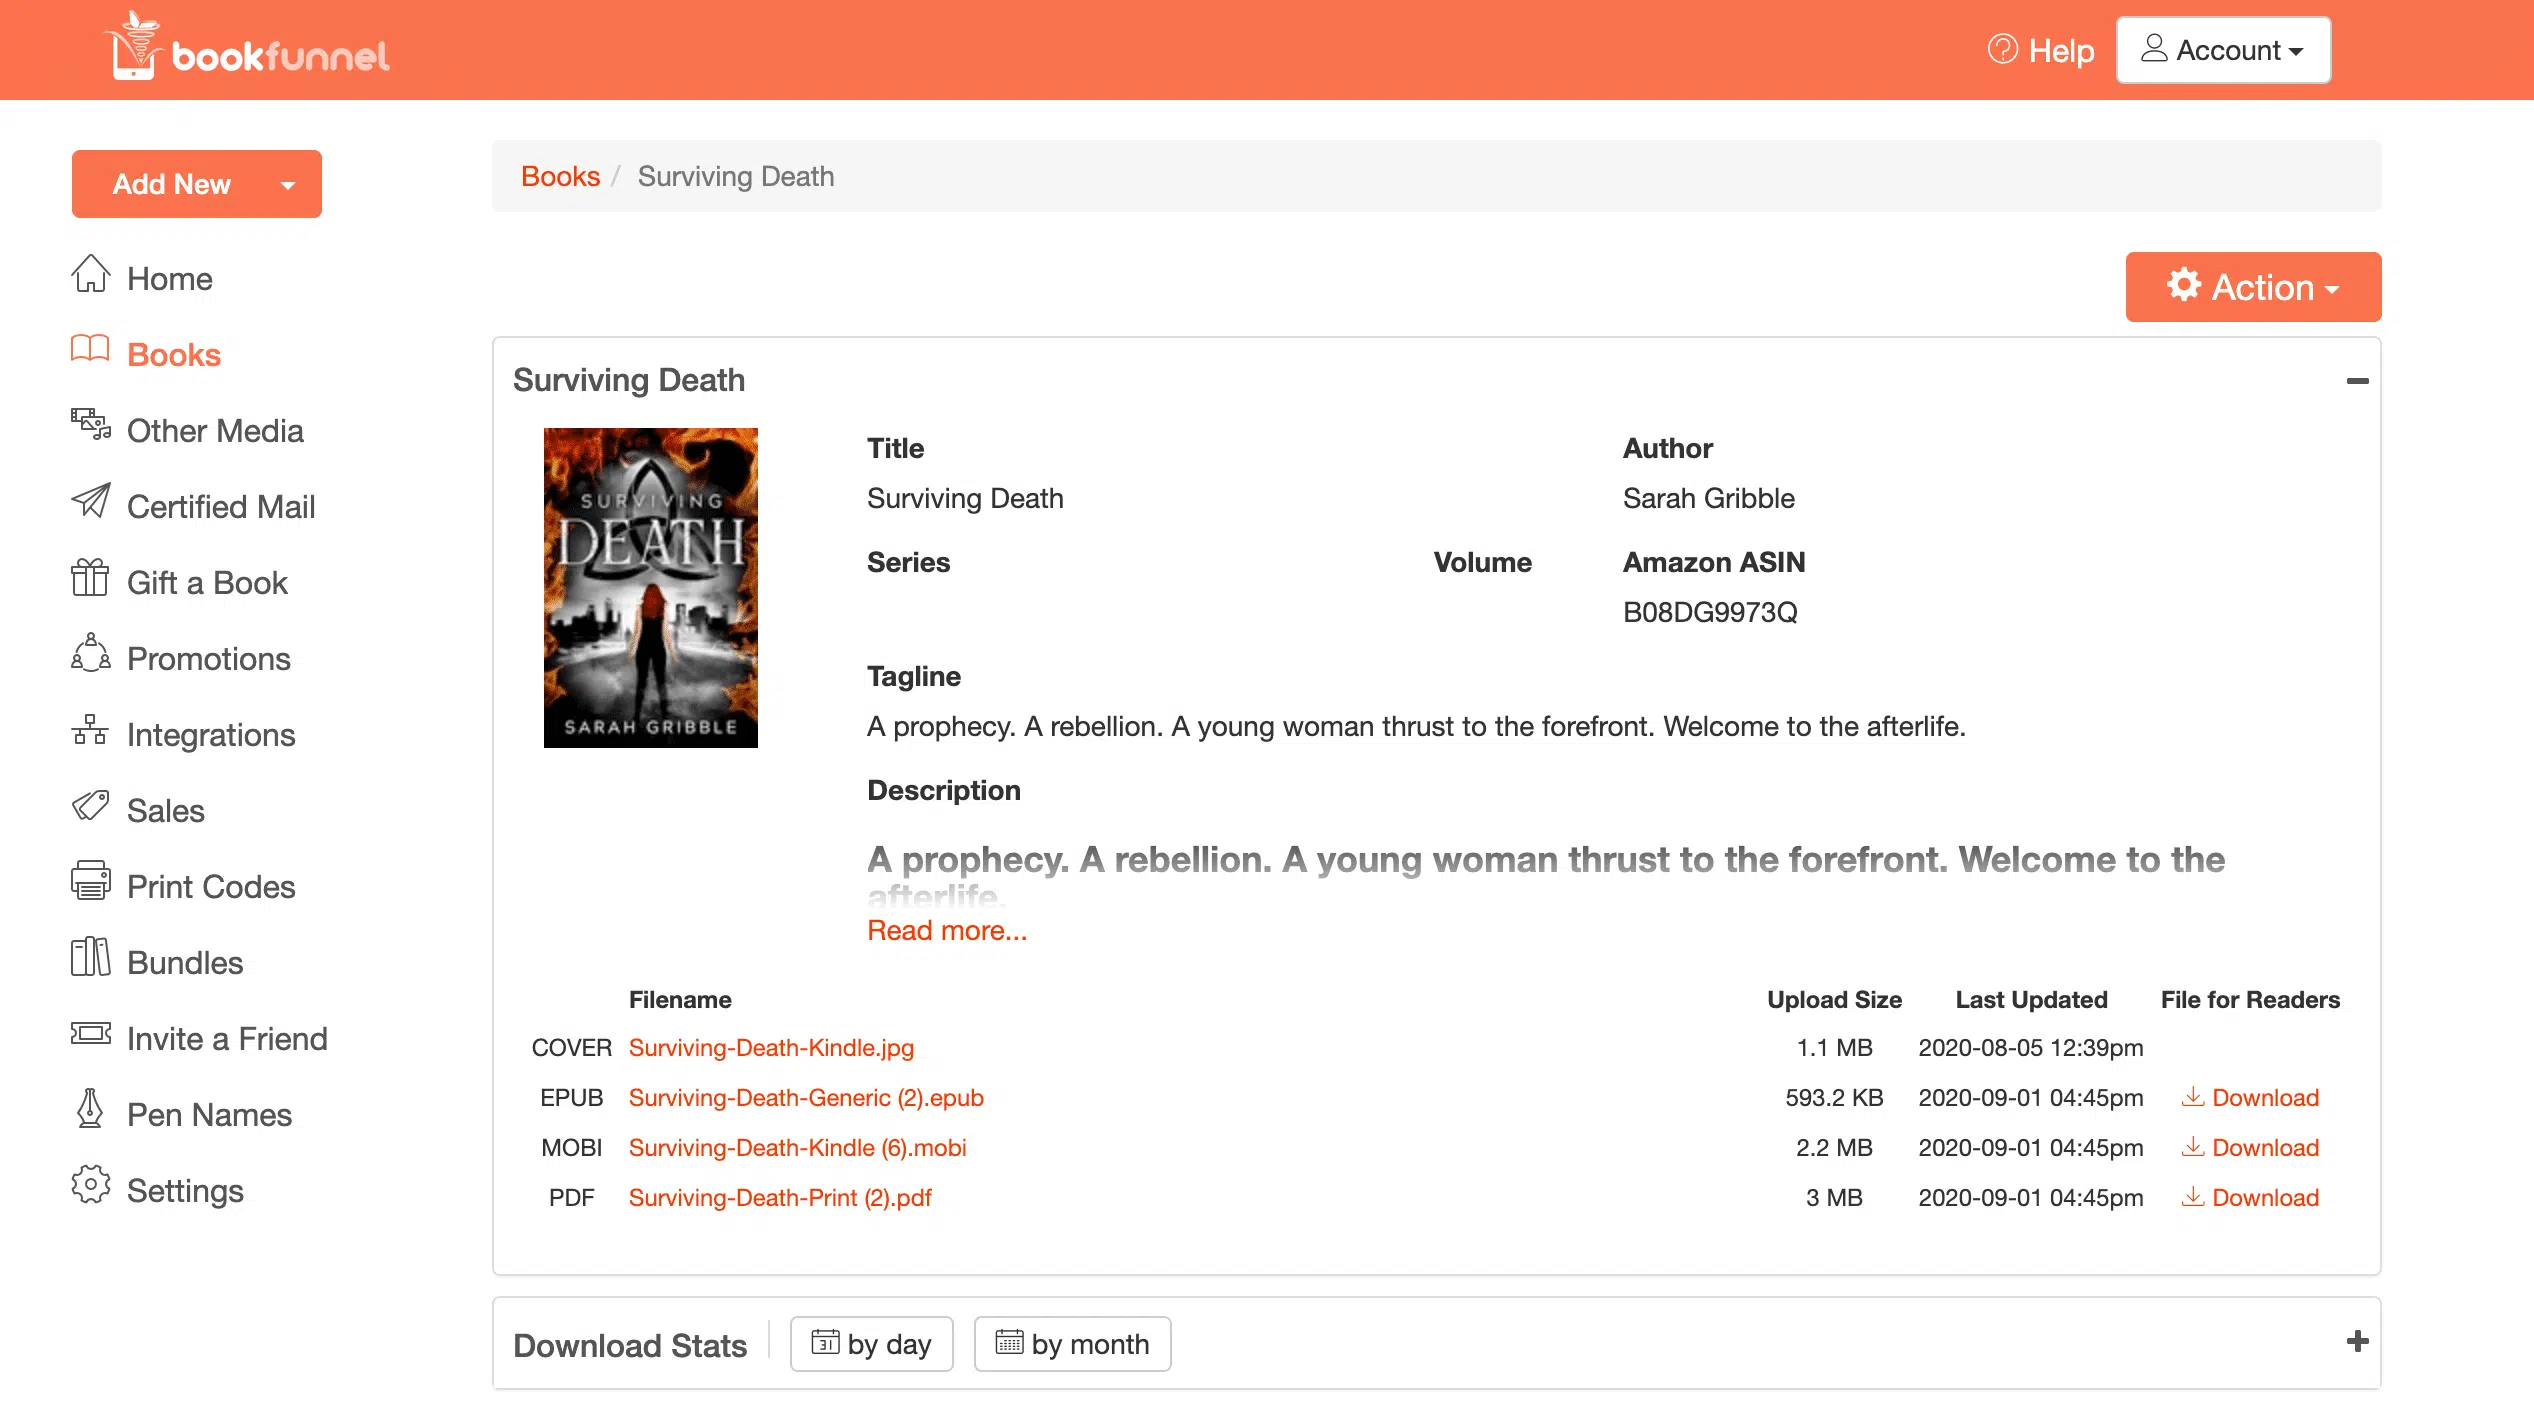 bookfunnel
Help
Account
Add New
Home
Books
Other Media
Certified Mail
Gift a Book
Promotions
Integrations
Sales
Print Codes
Bundles
Invite a Friend
Pen Names
Settings
Books / Surviving Death
Action
Surviving Death
SURVIVING
DEATH
SARAH GRIBBLE
Title
Surviving Death
Author
Sarah Gribble
Series
Volume
Amazon ASIN
B08DG9973Q
Tagline
A prophecy. A rebellion. A young woman thrust to the forefront. Welcome to the afterlife.
Description
A prophecy. A rebellion. A young woman thrust to the forefront. Welcome to the
afterlife.
Read more...
Filename Upload Size Last Updated File for Readers
COVER Surviving-Death-Kindle.jpg 1.1 MB 2020-08-05 12:39pm
EPUB Surviving-Death-Generic (2).epub 593.2 KB 2020-09-01 04:45pm Download
MOBI Surviving-Death-Kindle (6).mobi 2.2 MB 2020-09-01 04:45pm Download
PDF Surviving-Death-Print (2).pdf 3 MB 2020-09-01 04:45pm Download
Download Stats 31 by day by month